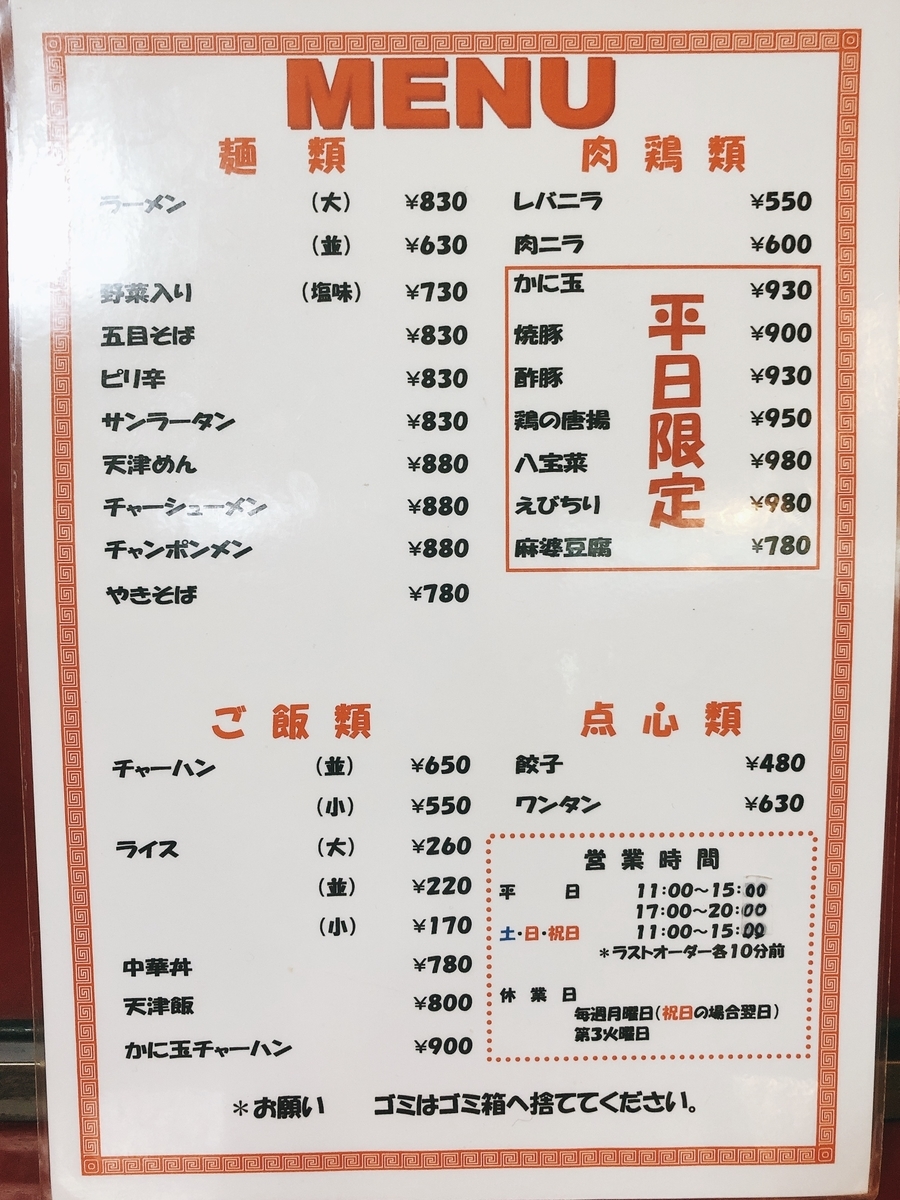 MENU
麺類
ラーメン (大) ¥830
(並) ¥630
野菜入り (塩味) ¥730
五目そば ¥830
ピリ辛 ¥830
サンラータン ¥830
天津めん ¥880
チャーシューメン ¥880
チャンポンメン ¥880
やきそば ¥780
肉鶏類
レバニラ ¥550
肉ニラ ¥600
平日限定
かに玉 ¥930
焼豚 ¥900
酢豚 ¥930
鶏の唐揚 ¥950
八宝菜 ¥980
えびちり ¥980
麻婆豆腐 ¥780
ご飯類
チャーハン (並) ¥650
(小) ¥550
ライス (大) ¥260
(並) ¥220
(小) ¥170
中華丼 ¥780
天津飯 ¥800
かに玉チャーハン ¥900
点心類
餃子 ¥480
ワンタン ¥630
営業時間
平日 11:00〜15:00
17:00〜20:00
土・日・祝日 11:00〜15:00
*ラストオーダー各10分前
休業日
毎週月曜日(祝日の場合翌日)
第3火曜日
*お願い ゴミはゴミ箱へ捨ててください。